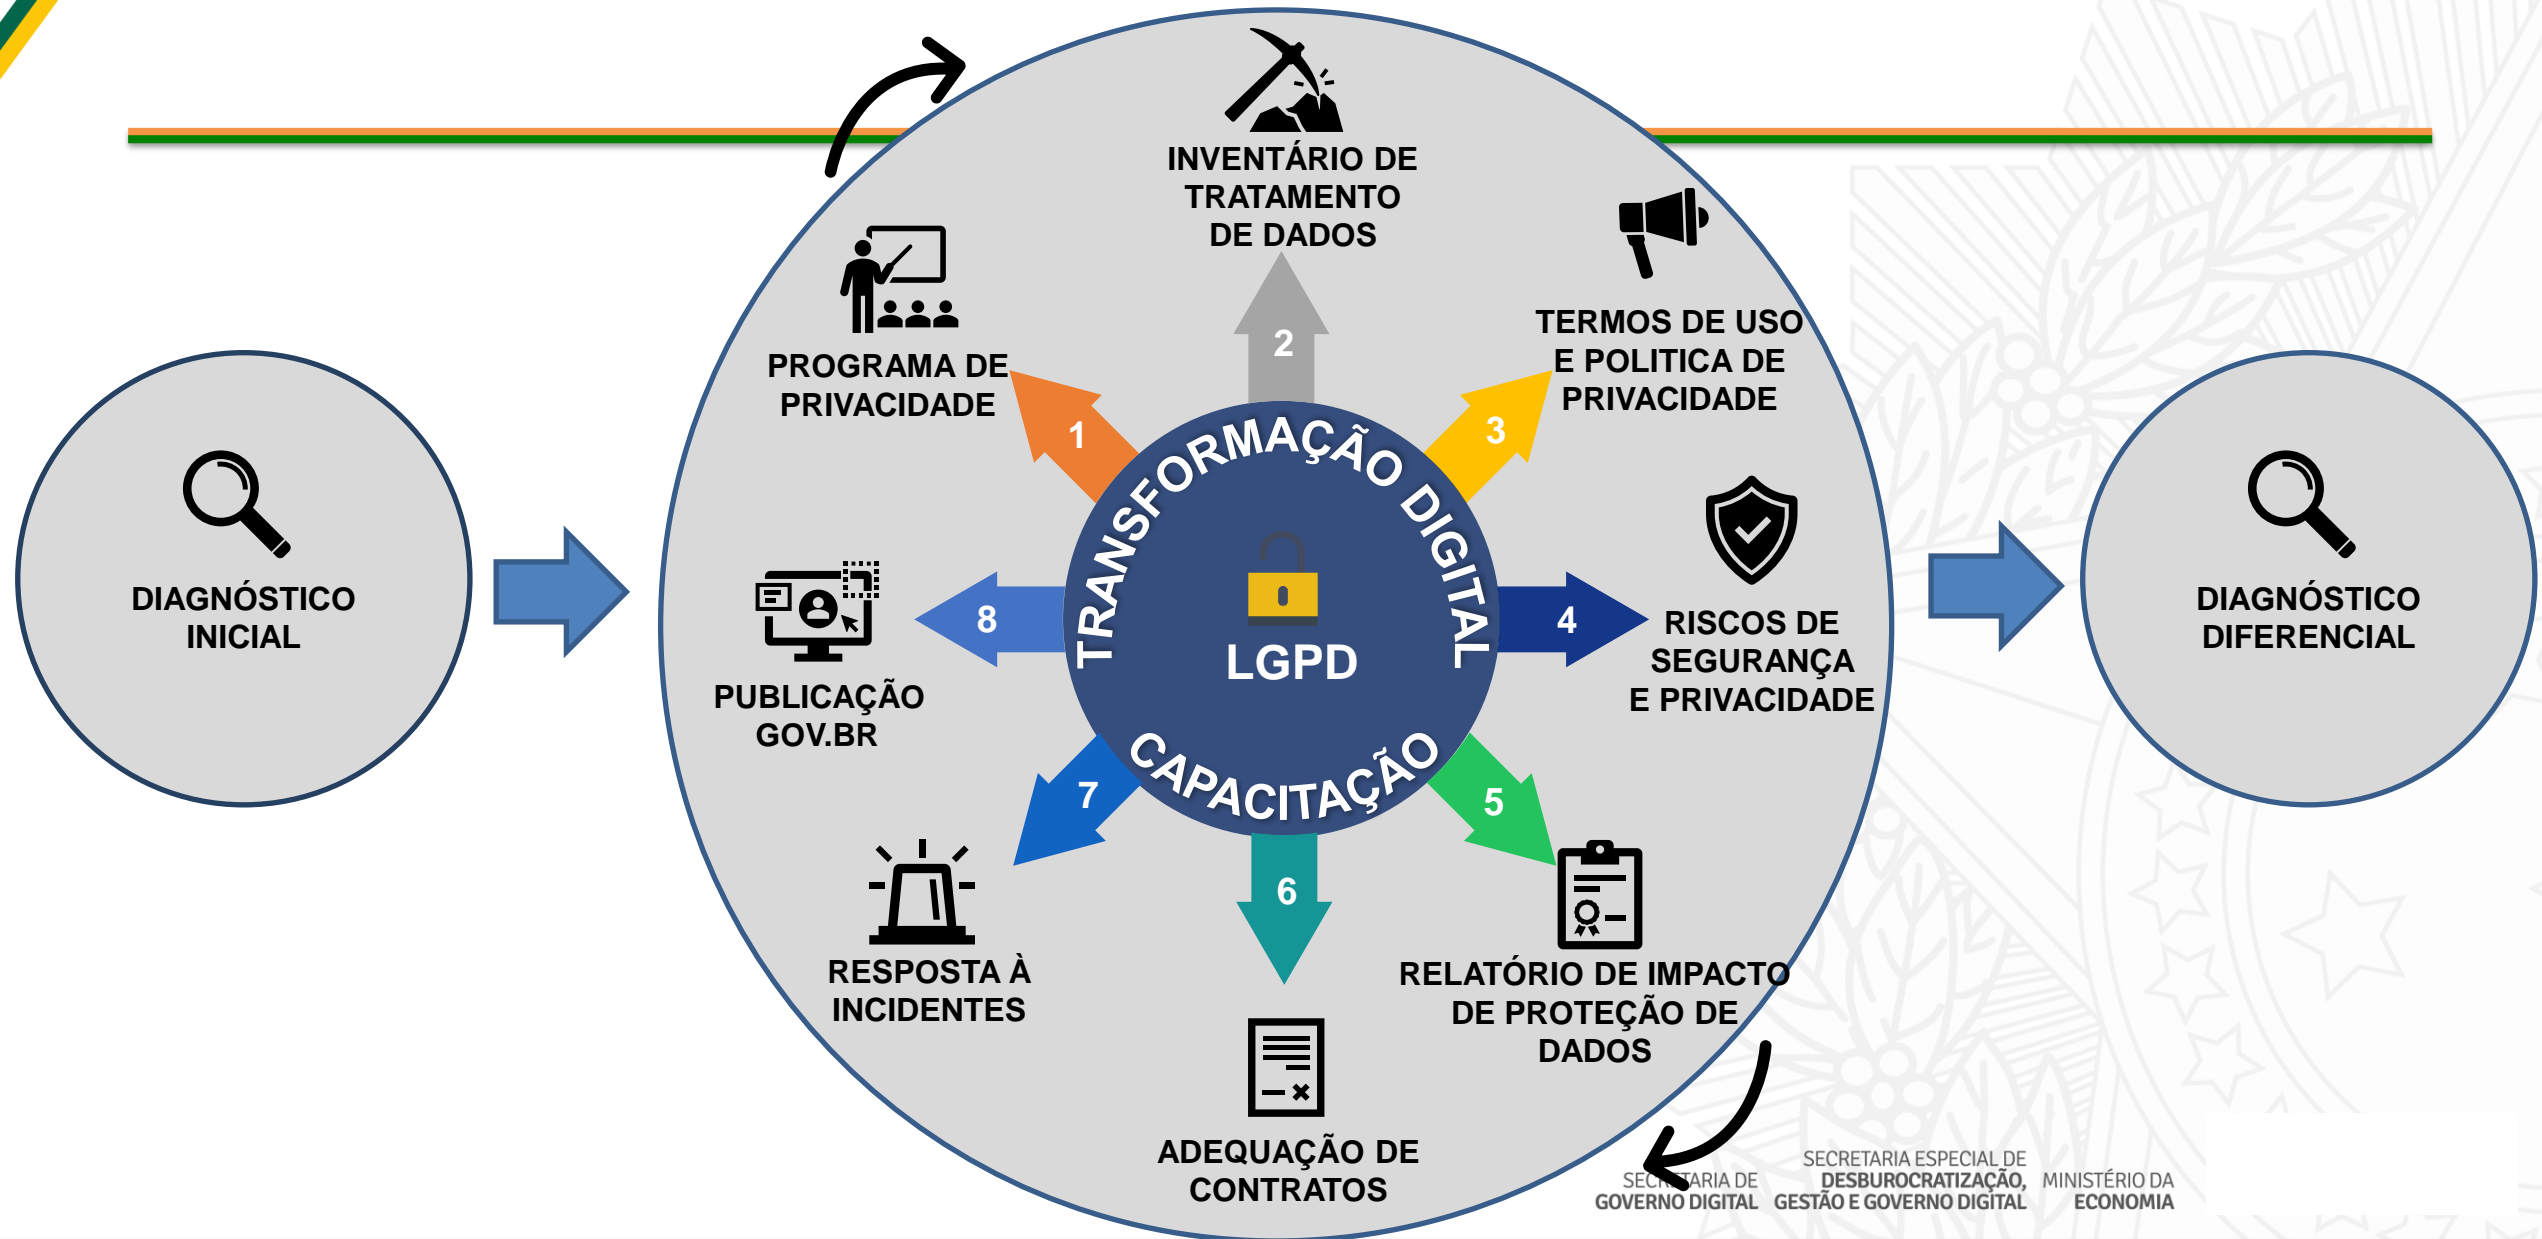 DIAGNÓSTICO
INICIAL
1
PROGRAMA DE
PRIVACIDADE
2
INVENTÁRIO DE
TRATAMENTO
DE DADOS
3
TERMOS DE USO
E POLITICA DE
PRIVACIDADE
4
RISCOS DE
SEGURANÇA
E PRIVACIDADE
5
RELATÓRIO DE IMPACTO
DE PROTEÇÃO DE
DADOS
6
ADEQUAÇÃO DE
CONTRATOS
7
RESPOSTA À
INCIDENTES
8
PUBLICAÇÃO
GOV.BR
TRANSFORMAÇÃO DIGITAL
LGPD
CAPACITAÇÃO
DIAGNÓSTICO
DIFERENCIAL
SECRETARIA DE
GOVERNO DIGITAL
SECRETARIA ESPECIAL DE
DESBUROCRATIZAÇÃO,
GESTÃO E GOVERNO DIGITAL
MINISTÉRIO DA
ECONOMIA